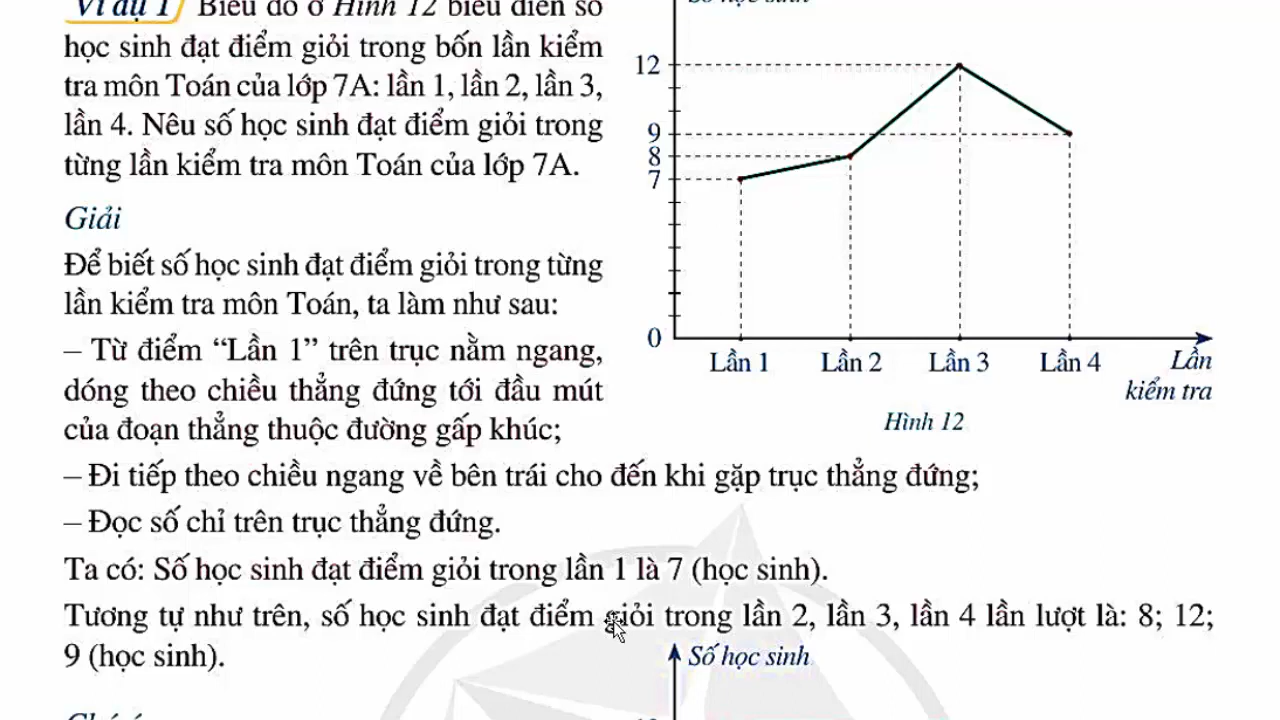 Ví dụ 1 Biểu đồ ở Hình 12 biểu diễn số
học sinh đạt điểm giỏi trong bốn lần kiểm
tra môn Toán của lớp 7A: lần 1, lần 2, lần 3,
lần 4. Nêu số học sinh đạt điểm giỏi trong
từng lần kiểm tra môn Toán của lớp 7A.
Giải
Để biết số học sinh đạt điểm giỏi trong từng
lần kiểm tra môn Toán, ta làm như sau:
– Từ điểm “Lần 1” trên trục nằm ngang,
dóng theo chiều thẳng đứng tới đầu mút
của đoạn thẳng thuộc đường gấp khúc;
Số học sinh
12
9
8
7
0
Lần 1 Lần 2 Lần 3 Lần 4 Lần
kiểm tra
Hình 12
– Đi tiếp theo chiều ngang về bên trái cho đến khi gặp trục thẳng đứng;
– Đọc số chỉ trên trục thẳng đứng.
Ta có: Số học sinh đạt điểm giỏi trong lần 1 là 7 (học sinh).
Tương tự như trên, số học sinh đạt điểm giỏi trong lần 2, lần 3, lần 4 lần lượt là: 8; 12;
9 (học sinh).
Số học sinh